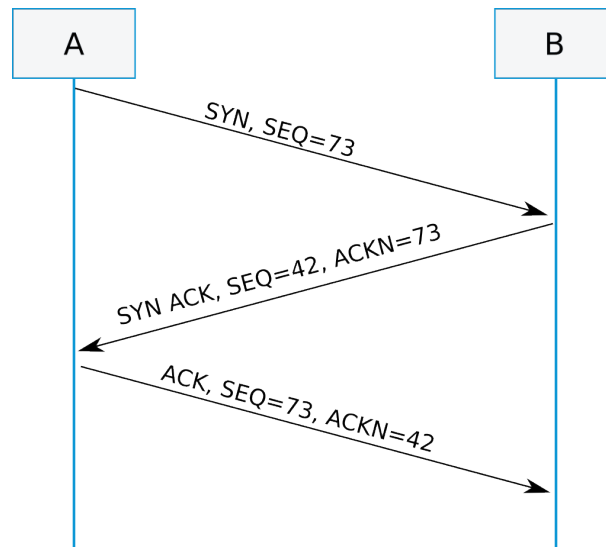 A
B
SYN, SEQ=73
SYN ACK, SEQ=42, ACKN=73
ACK, SEQ=73, ACKN=42